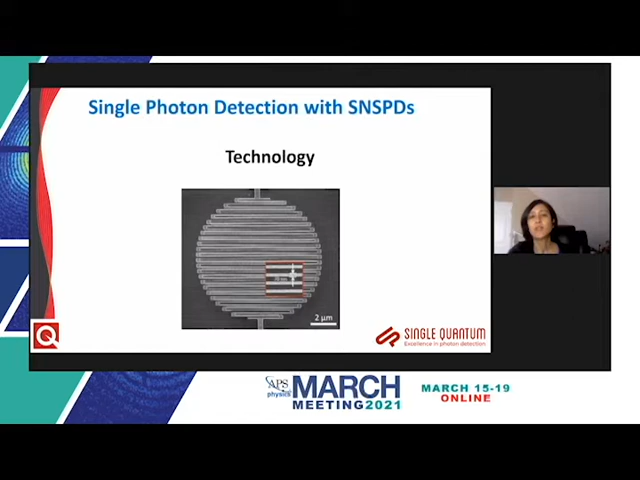 Single Photon Detection with SNSPDs
Technology
2 μm
SINGLE QUANTUM
Excellence in photon detection
Q
APS
physics
MARCH
MEETING2021
MARCH 15-19
ONLINE